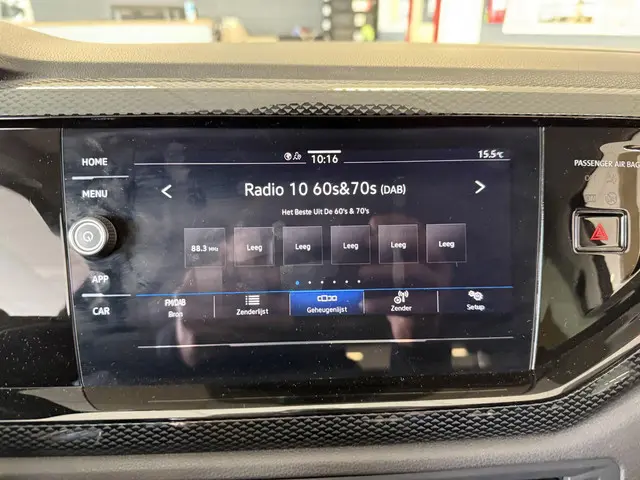 10:16
15.5°C
HOME
MENU
APP
CAR
Radio 10 60s&70s (DAB)
Het Beste Uit De 60's & 70's
88.3 MHz
Leeg
Leeg
Leeg
Leeg
Leeg
FM/DAB
Bron
Zenderlijst
Geheugenlijst
Zender
Setup
PASSENGER AIR BAG